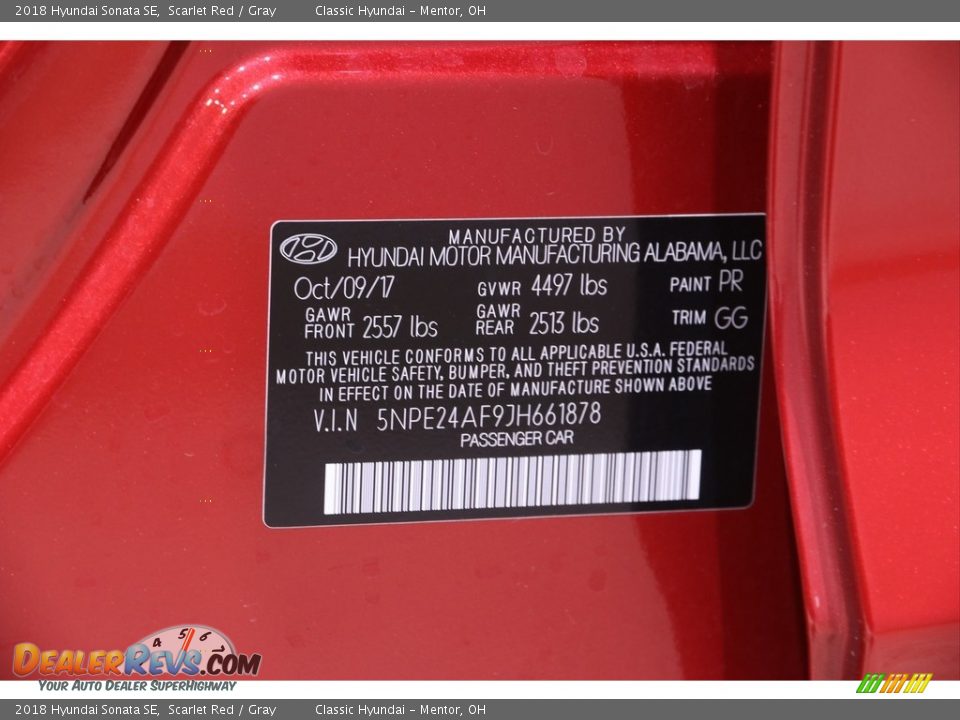 2018 Hyundai Sonata SE, Scarlet Red / Gray Classic Hyundai - Mentor, OH
MANUFACTURED BY
HYUNDAI MOTOR MANUFACTURING ALABAMA, LLC
Oct/09/17 GVWR 4497 lbs PAINT PR
GAWR FRONT 2557 lbs GAWR REAR 2513 lbs TRIM GG
THIS VEHICLE CONFORMS TO ALL APPLICABLE U.S.A. FEDERAL
MOTOR VEHICLE SAFETY, BUMPER, AND THEFT PREVENTION STANDARDS
IN EFFECT ON THE DATE OF MANUFACTURE SHOWN ABOVE
V.I.N 5NPE24AF9JH661878
PASSENGER CAR
4 5 6
DEALERREVS.COM
YOUR AUTO DEALER SUPERHIGHWAY
2018 Hyundai Sonata SE, Scarlet Red / Gray Classic Hyundai - Mentor, OH